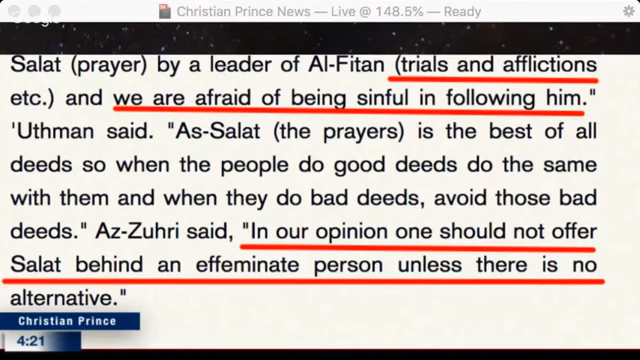 Christian Prince News — Live @ 148.5% — Ready
Salat (prayer) by a leader of Al-Fitan (trials and afflictions
etc.) and we are afraid of being sinful in following him."
'Uthman said. "As-Salat (the prayers) is the best of all
deeds so when the people do good deeds do the same
with them and when they do bad deeds, avoid those bad
deeds." Az-Zuhri said, "In our opinion one should not offer
Salat behind an effeminate person unless there is no
alternative."
Christian Prince
4:21